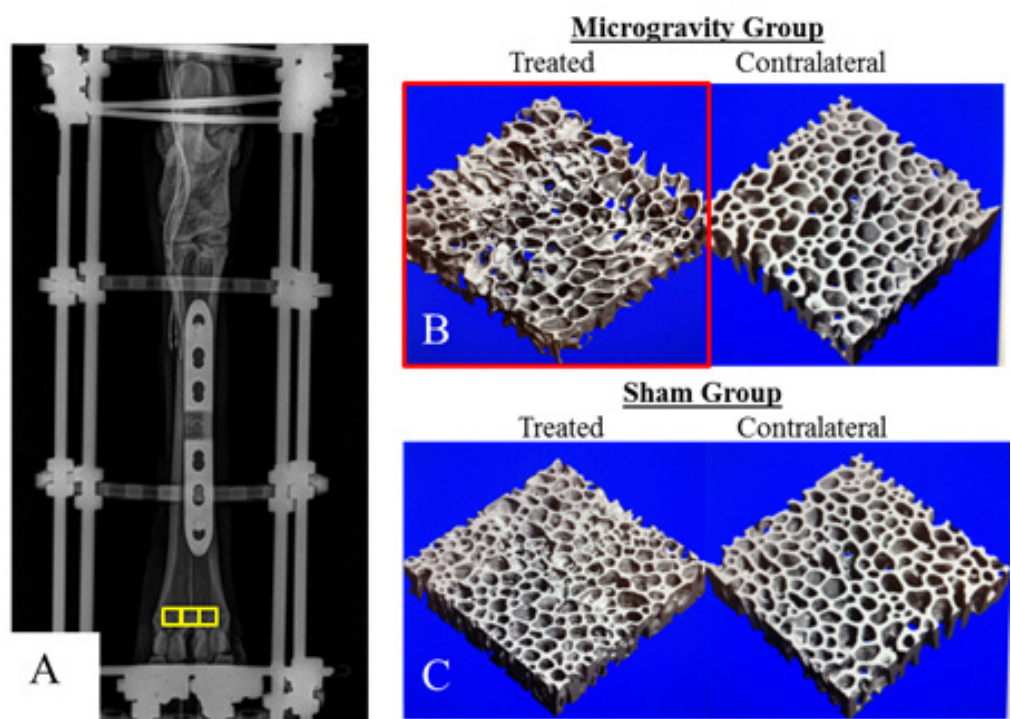 Microgravity Group
Treated Contralateral
B
Sham Group
Treated Contralateral
A
C